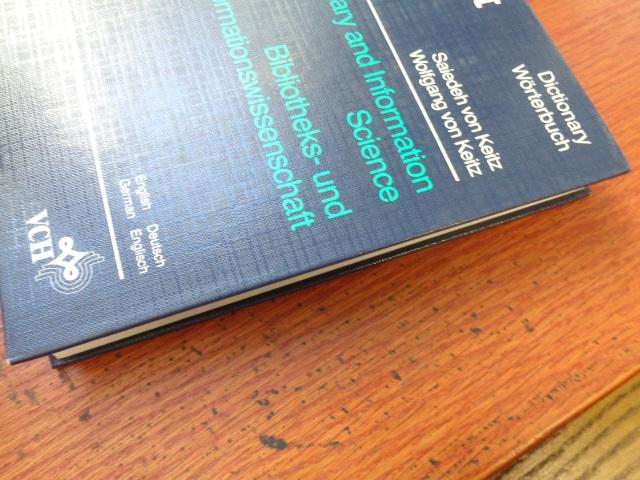 Dictionary
Wörterbuch
Saiedeh von Keitz
Wolfgang von Keitz
ary and Information
Science
Bibliotheks- und
ormationswissenschaft
English Deutsch
German Englisch
VCH